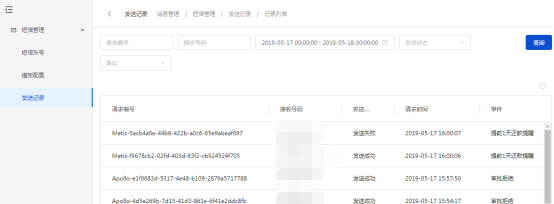 发送记录 消息管理 / 短信管理 / 发送记录 / 记录列表
短信管理
短信账号
模板配置
发送记录
请求编号 接收号码 2019-05-17 00:00:00~ 2019-05-18 00:00:00 发送状态 查询
事件
请求编号 接收号码 发送... 请求时间 事件
Metis-5acb4a6e-44b6-422b-a0c6-65e9abeaf697 发送失败 2019-05-17 16:00:07 提前1天还款提醒
Metis-f9678cb2-02fd-403d-83f2-cb924524f705 发送成功 2019-05-17 16:00:06 提前1天还款提醒
Apollo-e1f0683d-5317-4e48-b109-2879a5717788 发送成功 2019-05-17 15:57:50 审批拒绝
Apollo-4d5e269b-7d15-41d3-861e-6f41e2ddc8fb 发送成功 2019-05-17 15:54:17 审批拒绝